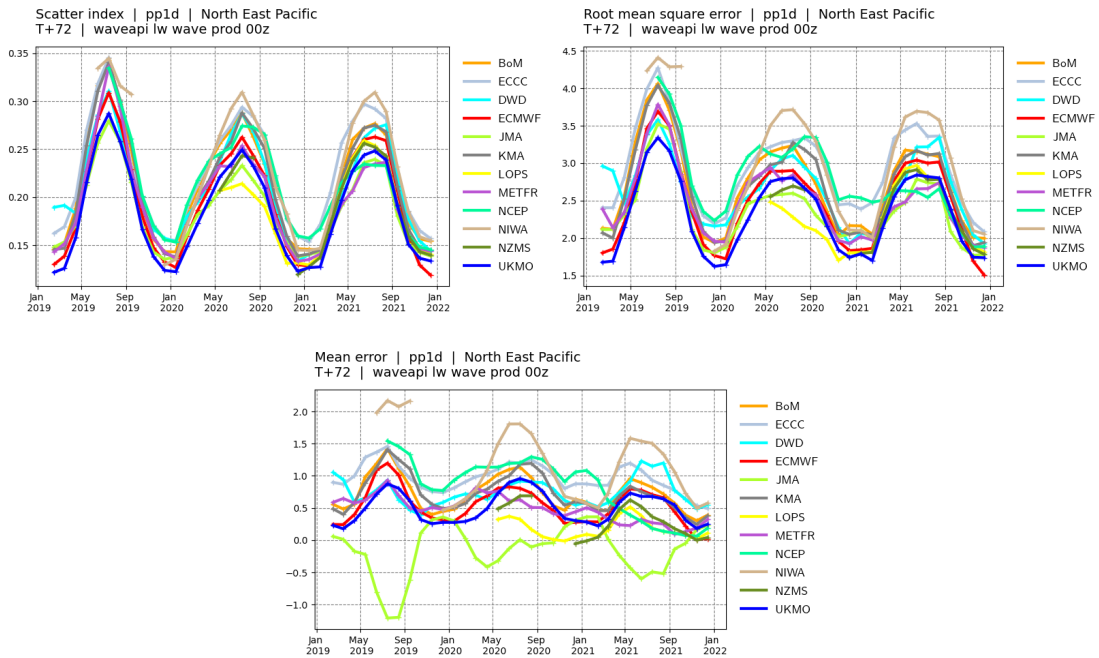 Scatter index | pp1d | North East Pacific
T+72 | waveapi lw wave prod 00z
0.35
0.30
0.25
0.20
0.15
Jan 2019
May 2019
Sep 2019
Jan 2020
May 2020
Sep 2020
Jan 2021
May 2021
Sep 2021
Jan 2022
BoM
ECCC
DWD
ECMWF
JMA
KMA
LOPS
METFR
NCEP
NIWA
NZMS
UKMO
Root mean square error | pp1d | North East Pacific
T+72 | waveapi lw wave prod 00z
4.5
4.0
3.5
3.0
2.5
2.0
1.5
Jan 2019
May 2019
Sep 2019
Jan 2020
May 2020
Sep 2020
Jan 2021
May 2021
Sep 2021
Jan 2022
BoM
ECCC
DWD
ECMWF
JMA
KMA
LOPS
METFR
NCEP
NIWA
NZMS
UKMO
Mean error | pp1d | North East Pacific
T+72 | waveapi lw wave prod 00z
2.0
1.5
1.0
0.5
0.0
−0.5
−1.0
Jan 2019
May 2019
Sep 2019
Jan 2020
May 2020
Sep 2020
Jan 2021
May 2021
Sep 2021
Jan 2022
BoM
ECCC
DWD
ECMWF
JMA
KMA
LOPS
METFR
NCEP
NIWA
NZMS
UKMO